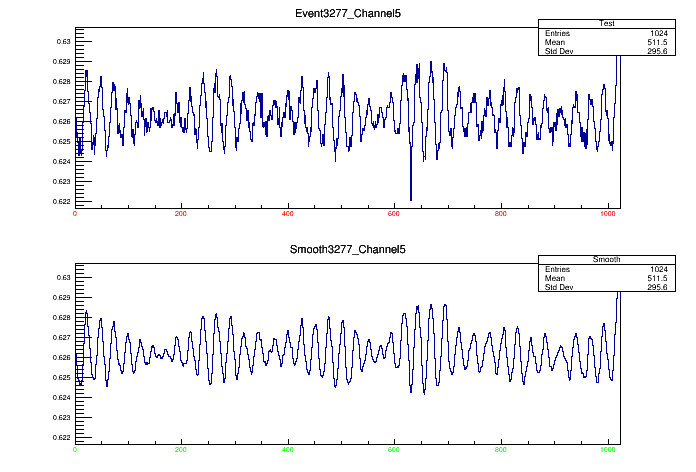 Event3277_Channel5
Test
Entries 1024
Mean 511.5
Std Dev 295.6
0.63
0.629
0.628
0.627
0.626
0.625
0.624
0.623
0.622
0 200 400 600 800 1000
Smooth3277_Channel5
Smooth
Entries 1024
Mean 511.5
Std Dev 295.6
0.63
0.629
0.628
0.627
0.626
0.625
0.624
0.623
0.622
0 200 400 600 800 1000